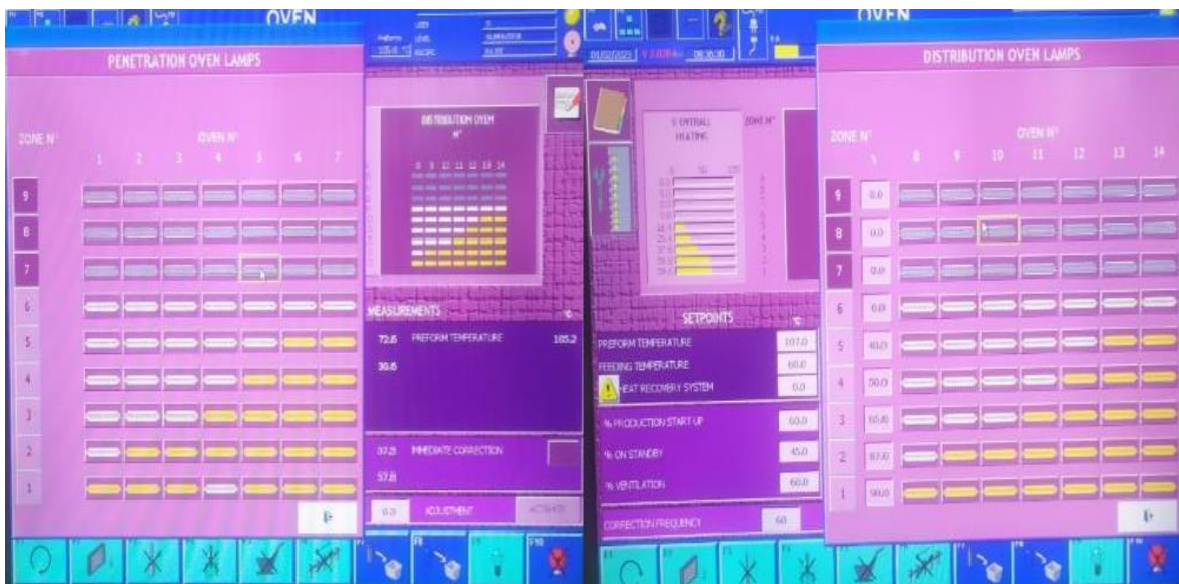 OVEN
PENETRATION OVEN LAMPS
ZONE N°
OVEN N°
1 2 3 4 5 6 7
9
8
7
6
5
4
3
2
1
DISTRIBUTION OVEN
N°
8 9 10 11 12 13 14
MEASUREMENTS °C
72.6 PREFORM TEMPERATURE 105.2
30.6
37.5 IMMEDIATE CORRECTION
57.8
0.0 ADJUSTMENT ACTIVATE
F8
F10
01/02/2023
08:36:30
% OVERALL
HEATING
ZONE N°
SETPOINTS °C
PREFORM TEMPERATURE 107.0
FEEDING TEMPERATURE 60.0
HEAT RECOVERY SYSTEM 0.0
% PRODUCTION START-UP 60.0
% ON STANDBY 45.0
% VENTILATION 60.0
CORRECTION FREQUENCY 60
OVEN
DISTRIBUTION OVEN LAMPS
ZONE N°
OVEN N°
% 8 9 10 11 12 13 14
9 0.0
8 0.0
7 0.0
6 0.0
5 40.0
4 50.0
3 65.0
2 87.0
1 90.0